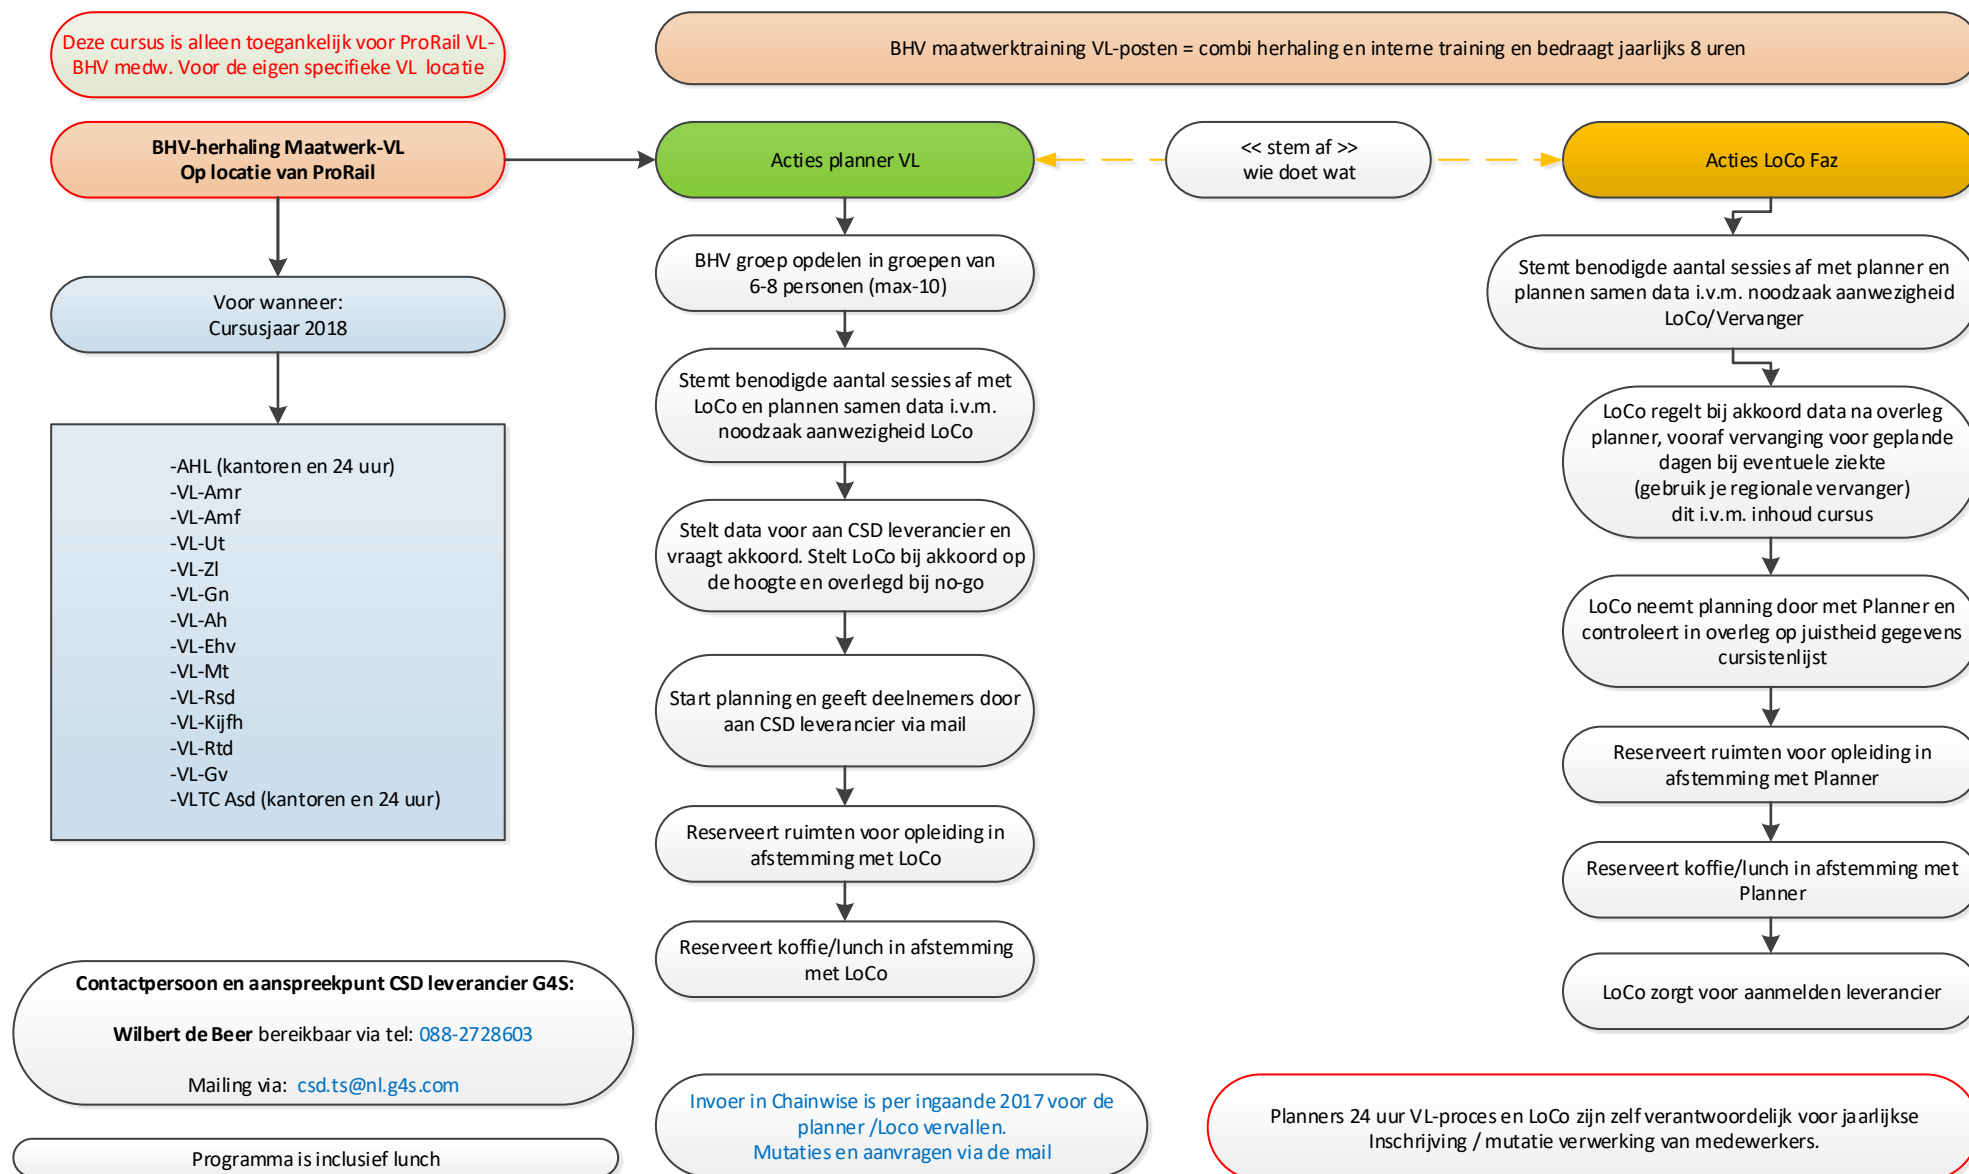 Deze cursus is alleen toegankelijk voor ProRail VL-
BHV medw. Voor de eigen specifieke VL locatie
BHV maatwerktraining VL-posten = combi herhaling en interne training en bedraagt jaarlijks 8 uren
BHV-herhaling Maatwerk-VL
Op locatie van ProRail
Voor wanneer:
Cursusjaar 2018
-AHL (kantoren en 24 uur)
-VL-Amr
-VL-Amf
-VL-Ut
-VL-Zl
-VL-Gn
-VL-Ah
-VL-Ehv
-VL-Mt
-VL-Rsd
-VL-Kijfh
-VL-Rtd
-VL-Gv
-VLTC Asd (kantoren en 24 uur)
Acties planner VL
BHV groep opdelen in groepen van
6-8 personen (max-10)
Stemt benodigde aantal sessies af met
LoCo en plannen samen data i.v.m.
noodzaak aanwezigheid LoCo
Stelt data voor aan CSD leverancier en
vraagt akkoord. Stelt LoCo bij akkoord op
de hoogte en overlegd bij no-go
Start planning en geeft deelnemers door
aan CSD leverancier via mail
Reserveert ruimten voor opleiding in
afstemming met LoCo
Reserveert koffie/lunch in afstemming
met LoCo
<< stem af >>
wie doet wat
Acties LoCo Faz
Stemt benodigde aantal sessies af met planner en
plannen samen data i.v.m. noodzaak aanwezigheid
LoCo/Vervanger
LoCo regelt bij akkoord data na overleg
planner, vooraf vervanging voor geplande
dagen bij eventuele ziekte
(gebruik je regionale vervanger)
dit i.v.m. inhoud cursus
LoCo neemt planning door met Planner en
controleert in overleg op juistheid gegevens
cursistenlijst
Reserveert ruimten voor opleiding in
afstemming met Planner
Reserveert koffie/lunch in afstemming met
Planner
LoCo zorgt voor aanmelden leverancier
Contactpersoon en aanspreekpunt CSD leverancier G4S:
Wilbert de Beer bereikbaar via tel: 088-2728603
Mailing via: csd.ts@nl.g4s.com
Programma is inclusief lunch
Invoer in Chainwise is per ingaande 2017 voor de
planner /Loco vervallen.
Mutaties en aanvragen via de mail
Planners 24 uur VL-proces en LoCo zijn zelf verantwoordelijk voor jaarlijkse
Inschrijving / mutatie verwerking van medewerkers.